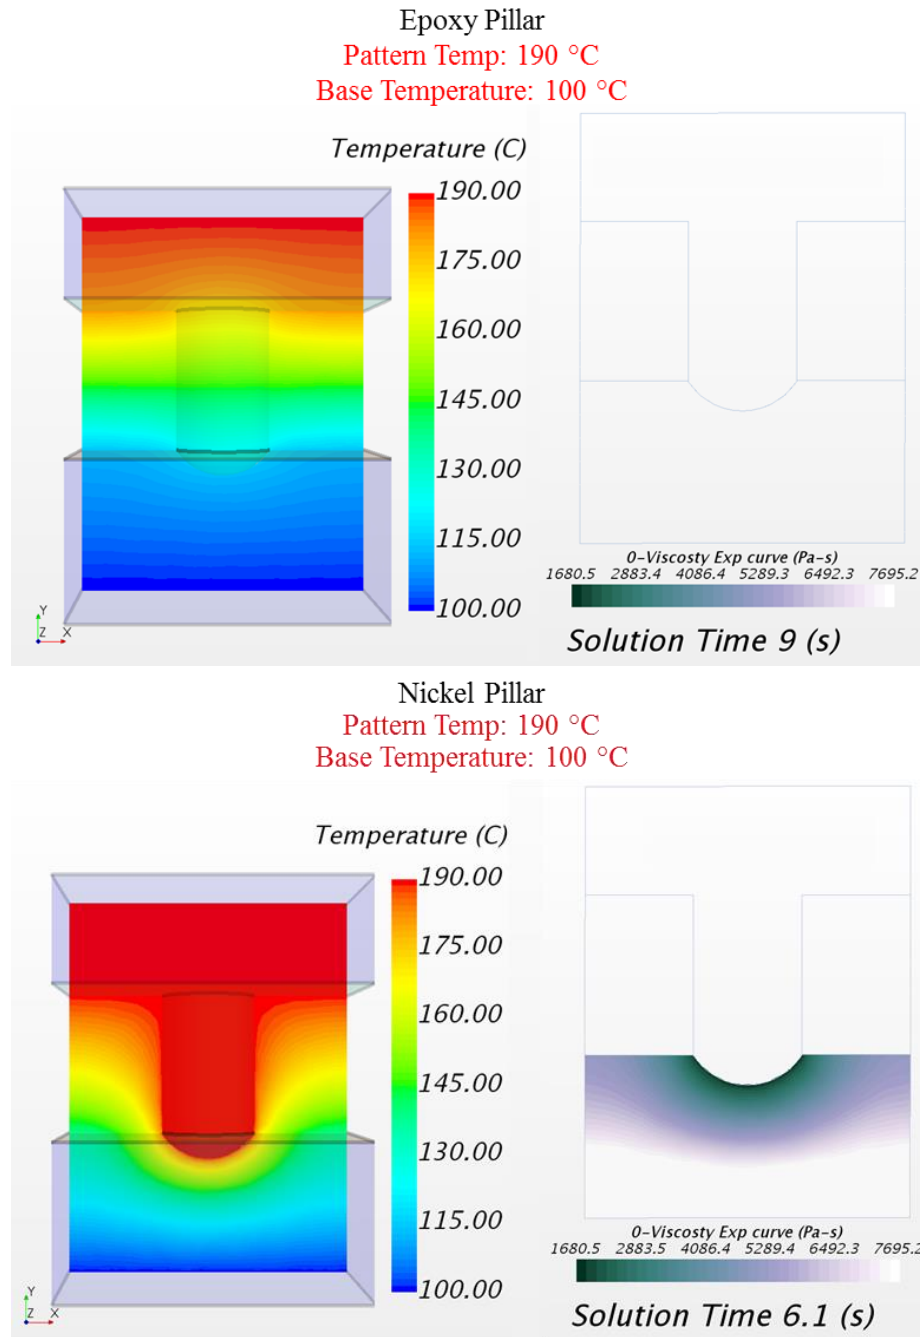 Epoxy Pillar
Pattern Temp: 190 °C
Base Temperature: 100 °C
Temperature (C)
190.00
175.00
160.00
145.00
130.00
115.00
100.00
Y
Z X
0-Viscosty Exp curve (Pa-s)
1680.5 2883.4 4086.4 5289.3 6492.3 7695.2
Solution Time 9 (s)
Nickel Pillar
Pattern Temp: 190 °C
Base Temperature: 100 °C
Temperature (C)
190.00
175.00
160.00
145.00
130.00
115.00
100.00
Y
Z X
0-Viscosty Exp curve (Pa-s)
1680.5 2883.5 4086.4 5289.4 6492.3 7695.2
Solution Time 6.1 (s)